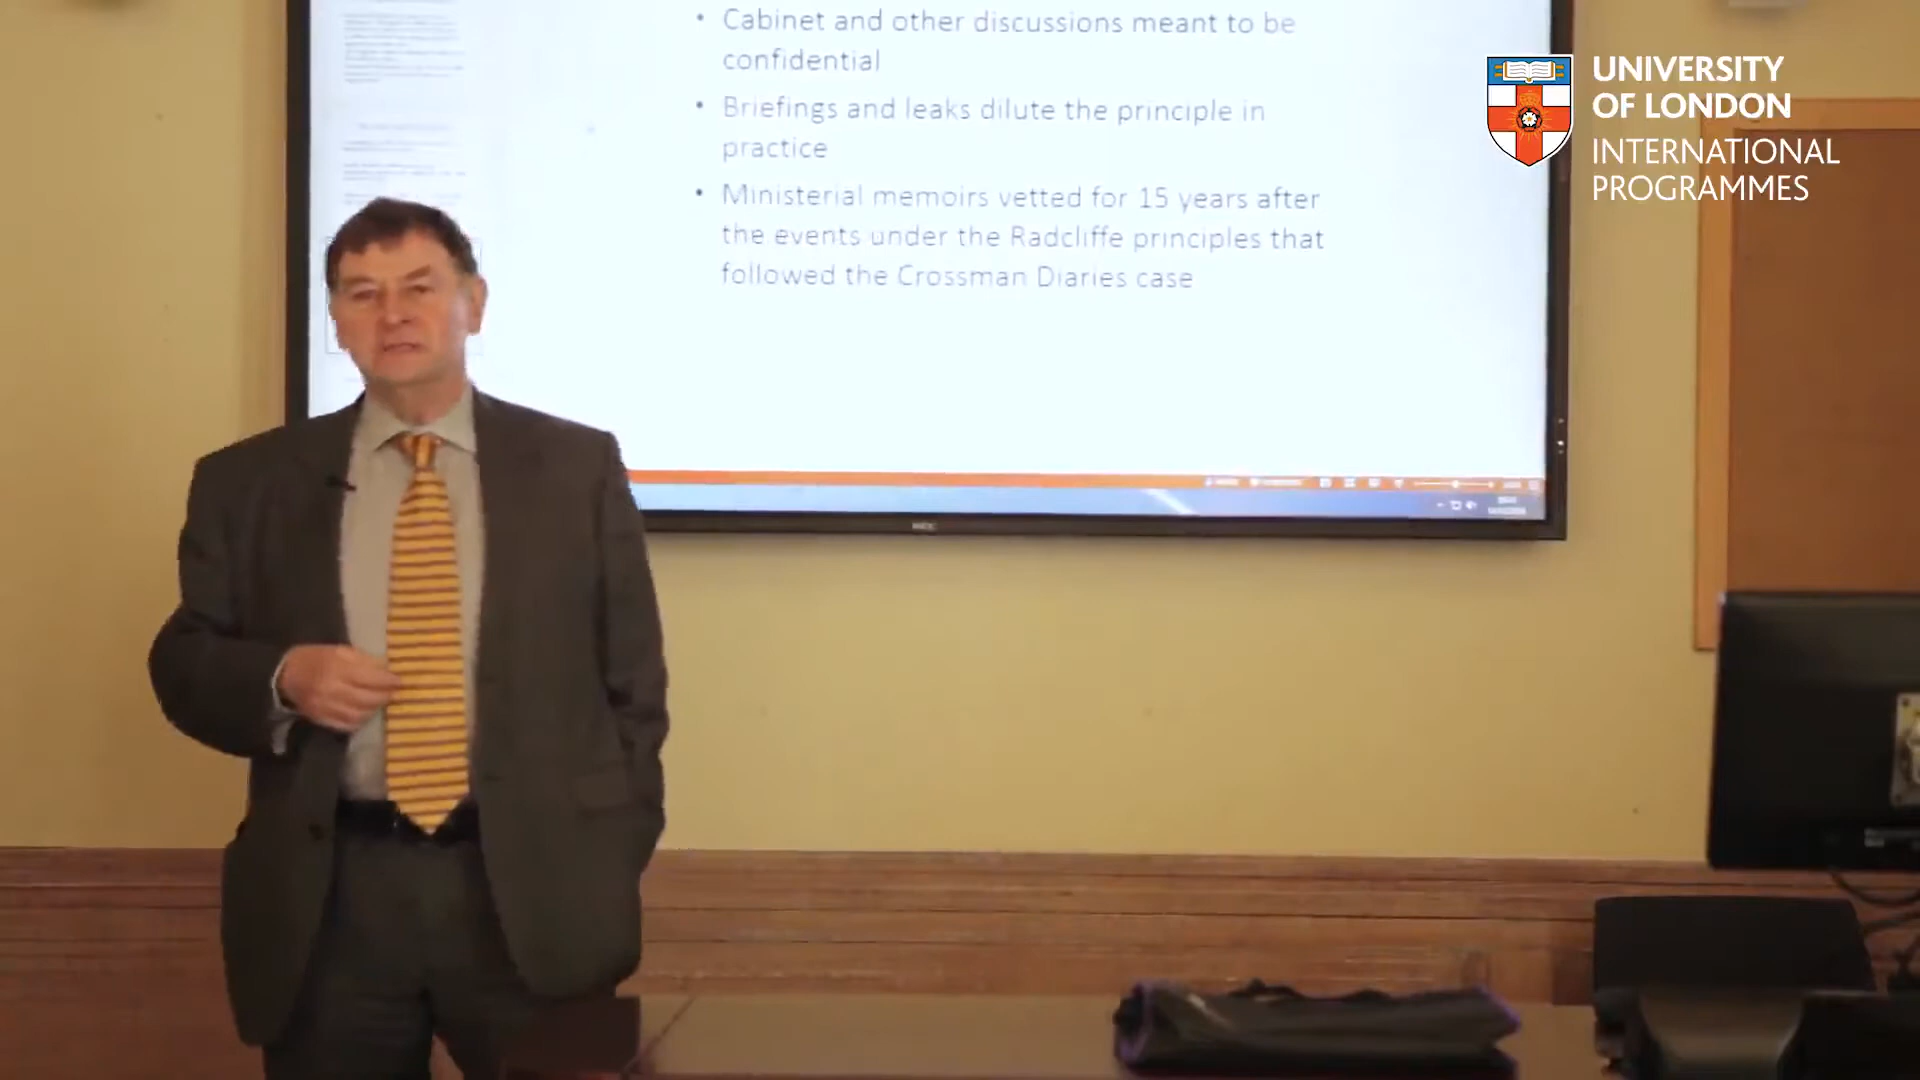 Cabinet and other discussions meant to be
confidential
Briefings and leaks dilute the principle in
practice
Ministerial memoirs vetted for 15 years after
the events under the Radcliffe principles that
followed the Crossman Diaries case
UNIVERSITY
OF LONDON
INTERNATIONAL
PROGRAMMES
NEC